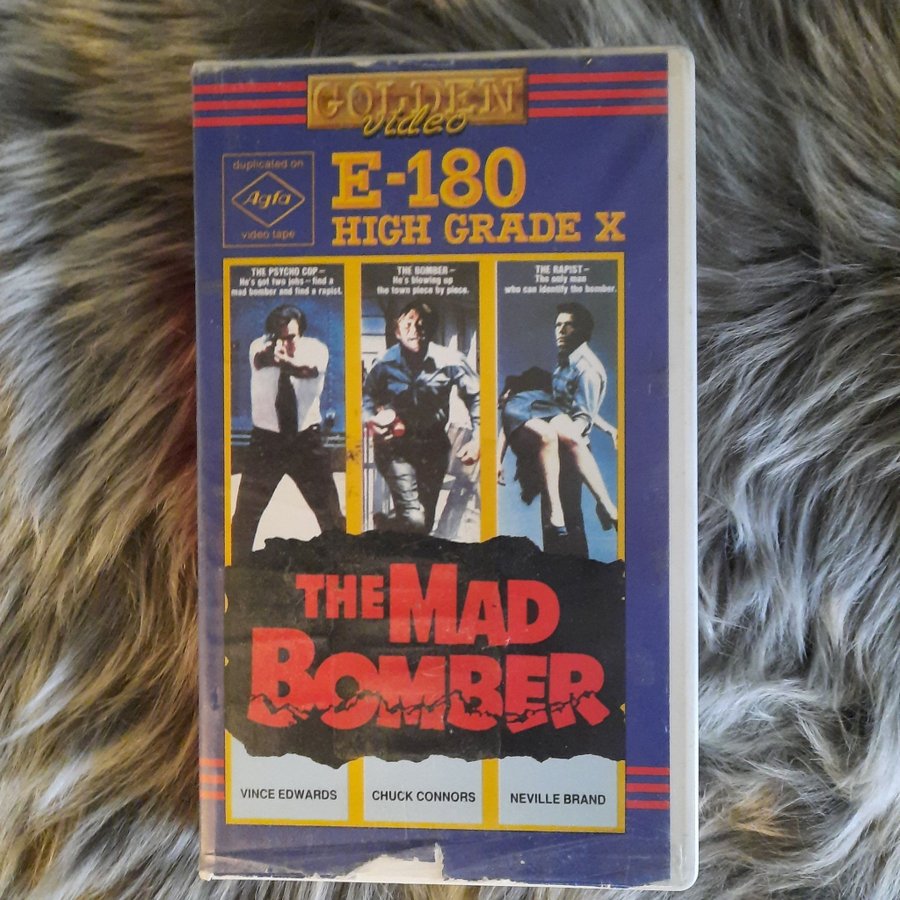 GOLDEN
video
duplicated on
Agfa
video tape
E-180
HIGH GRADE X
THE PSYCHO COP –
He's got two jobs – find a
mad bomber and find a rapist.
THE BOMBER –
He's blowing up
the town piece by piece.
THE RAPIST –
The only man
who can identify the bomber.
THE MAD
BOMBER
VINCE EDWARDS
CHUCK CONNORS
NEVILLE BRAND